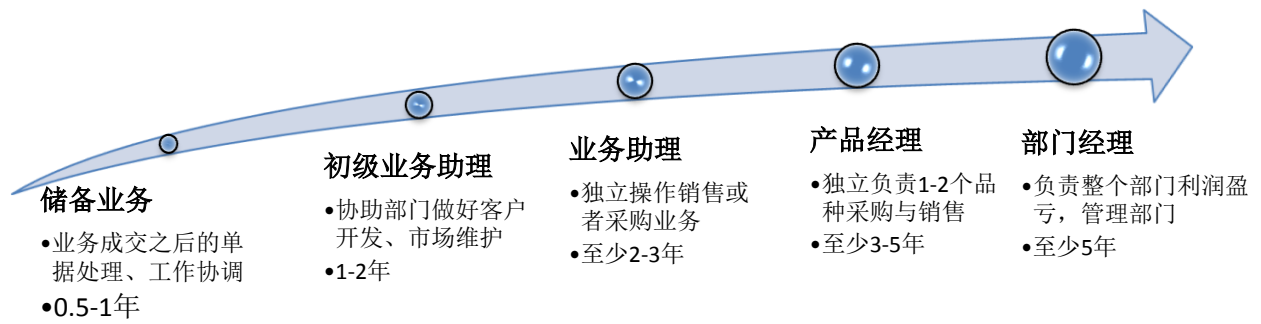 储备业务
•业务成交之后的单
据处理、工作协调
•0.5-1年
初级业务助理
•协助部门做好客户
开发、市场维护
•1-2年
业务助理
•独立操作销售或
者采购业务
•至少2-3年
产品经理
•独立负责1-2个品
种采购与销售
•至少3-5年
部门经理
•负责整个部门利润盈
亏，管理部门
•至少5年